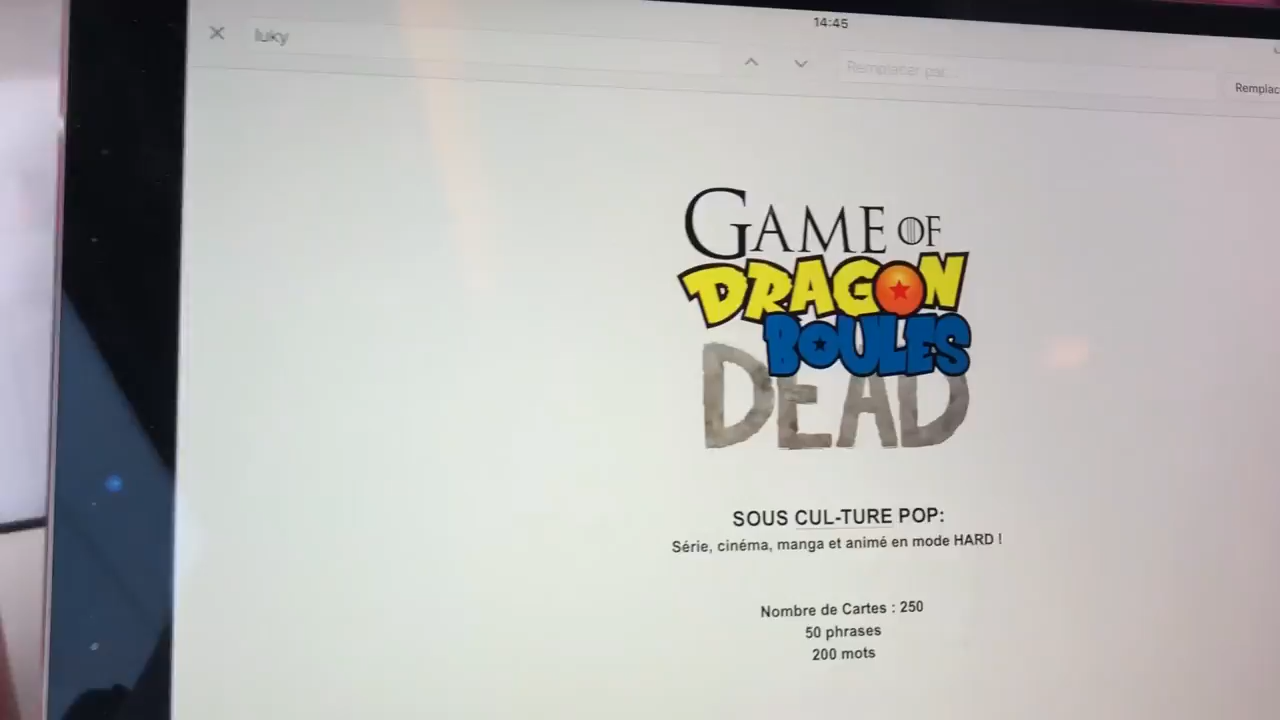 14:45
luky
Remplacer par...
GAME OF
DRAGON
BOULES
DEAD
SOUS CUL-TURE POP:
Série, cinéma, manga et animé en mode HARD !
Nombre de Cartes : 250
50 phrases
200 mots